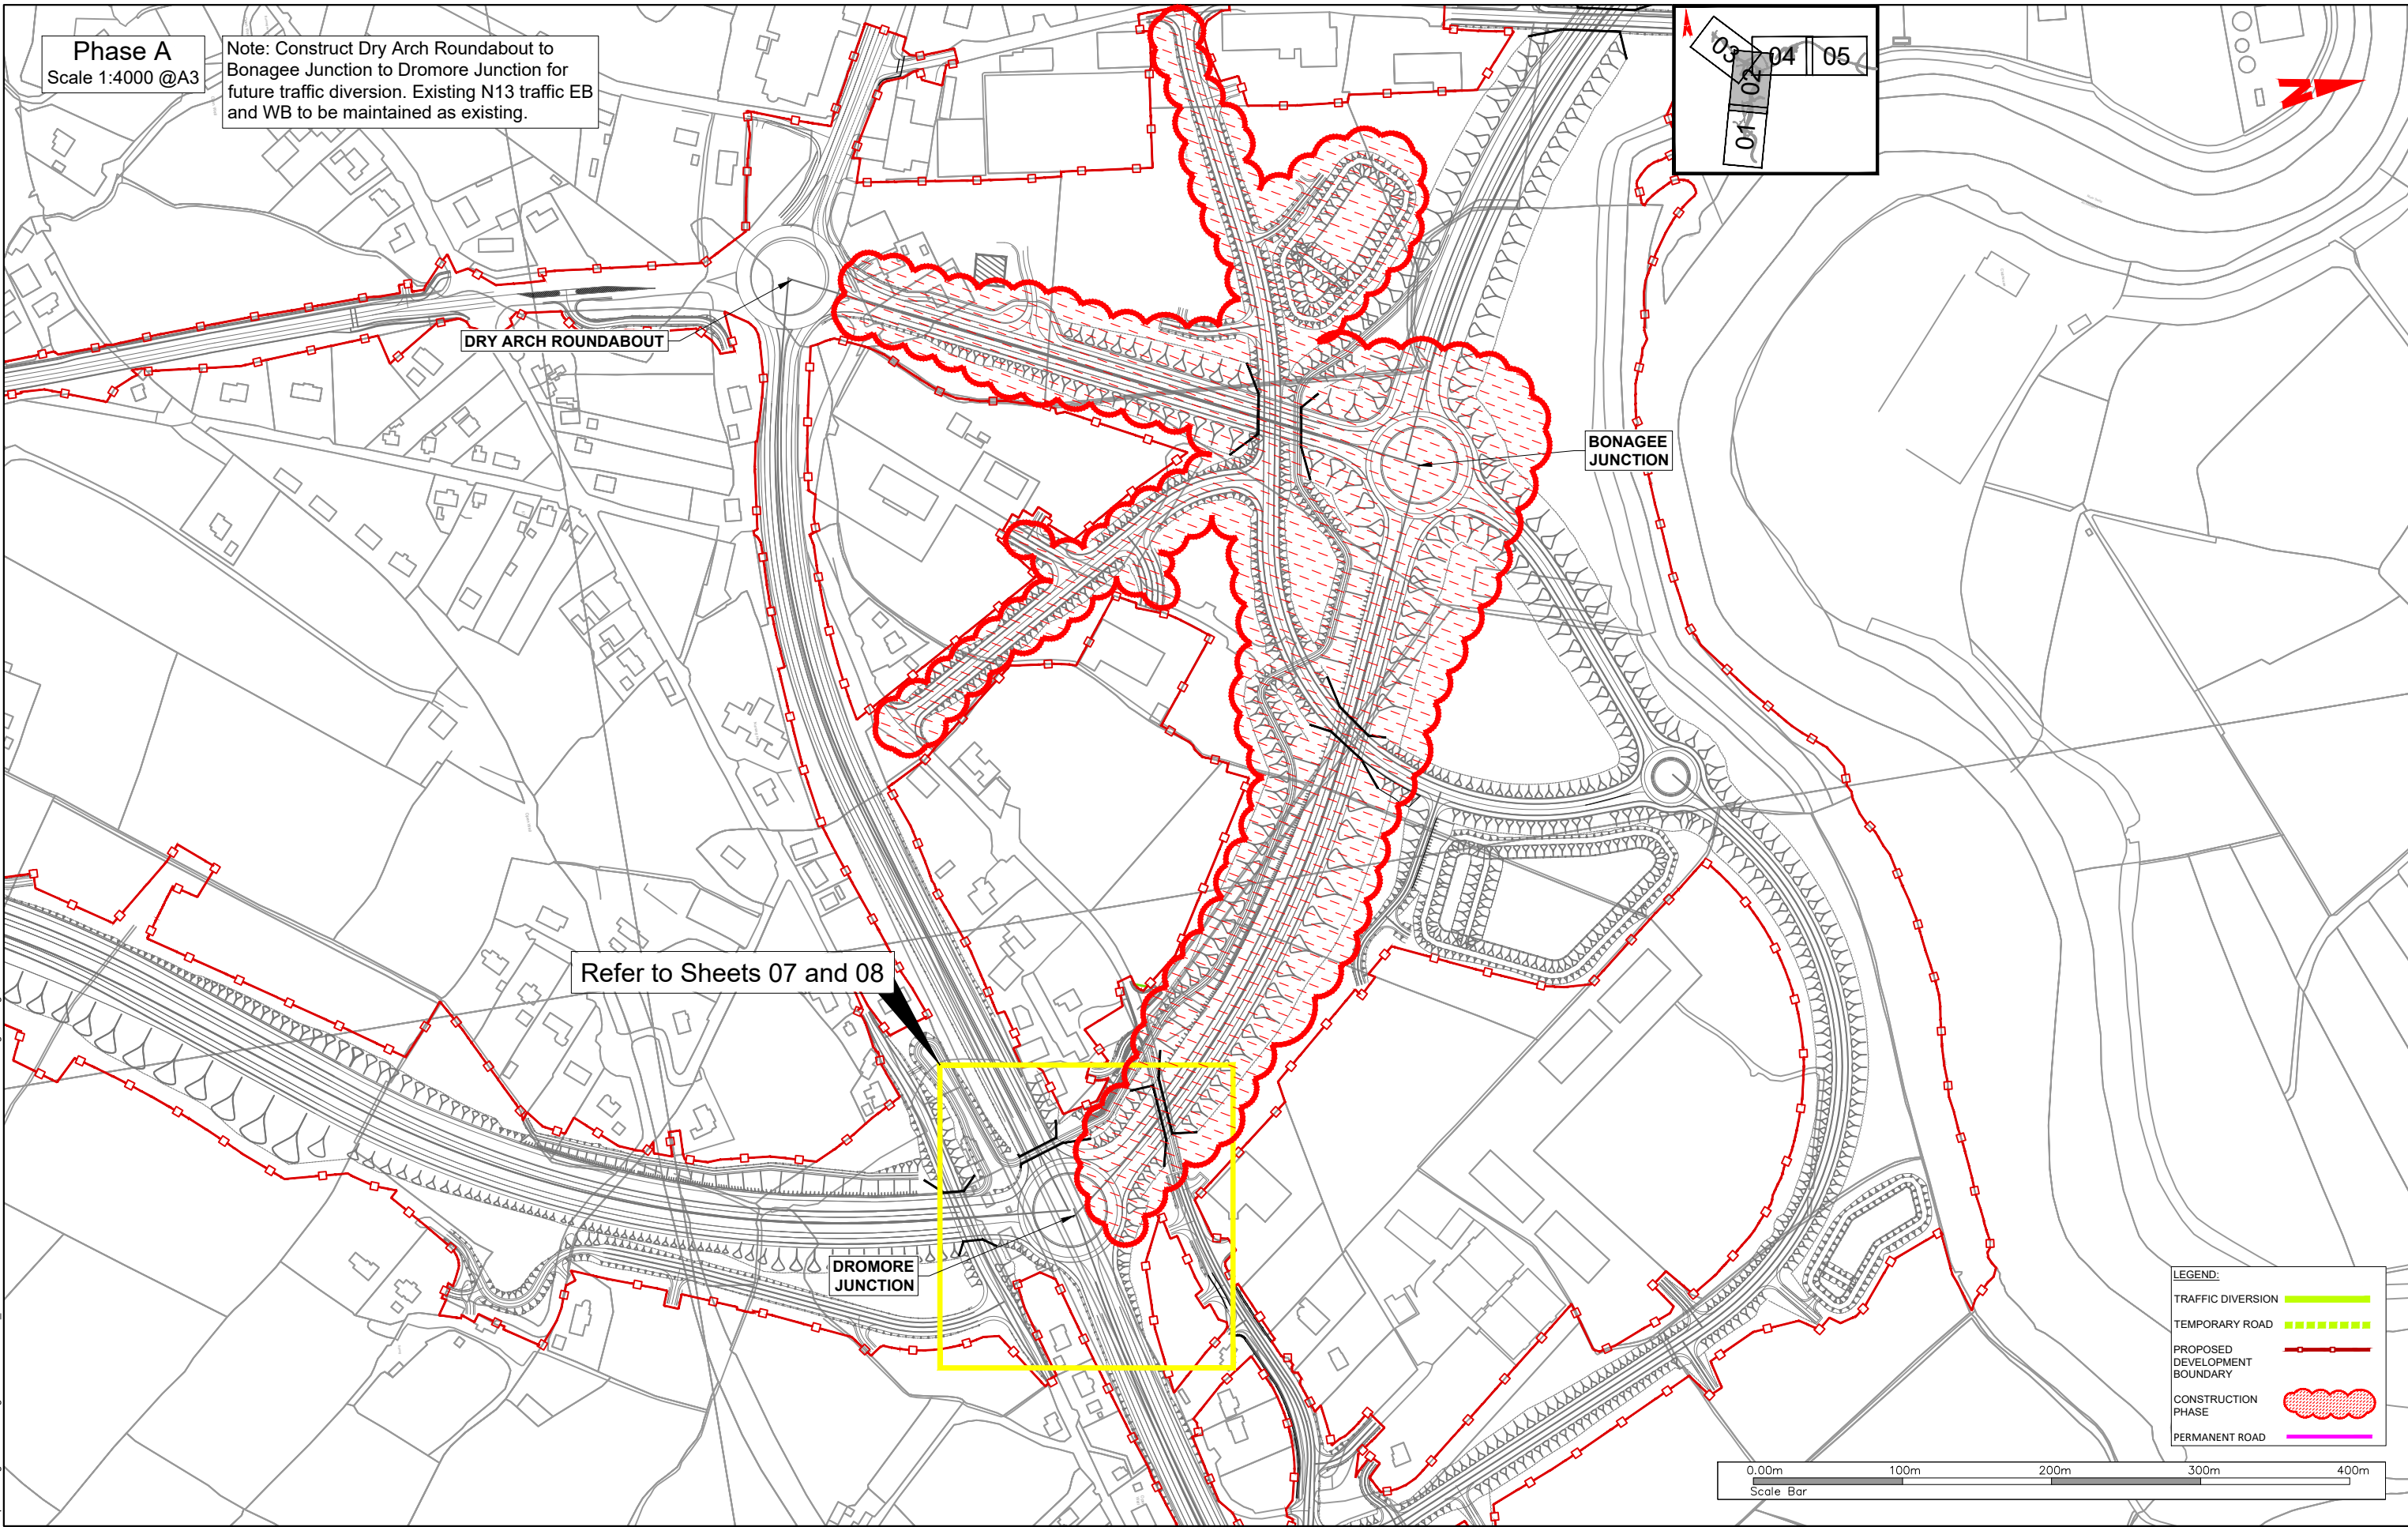 Phase A
Scale 1:4000 @A3
Note: Construct Dry Arch Roundabout to
Bonagee Junction to Dromore Junction for
future traffic diversion. Existing N13 traffic EB
and WB to be maintained as existing.
03
04
05
02
01
N
DRY ARCH ROUNDABOUT
BONAGEE
JUNCTION
Refer to Sheets 07 and 08
DROMORE
JUNCTION
LEGEND:
TRAFFIC DIVERSION
TEMPORARY ROAD
PROPOSED
DEVELOPMENT
BOUNDARY
CONSTRUCTION
PHASE
PERMANENT ROAD
0.00m 100m 200m 300m 400m
Scale Bar